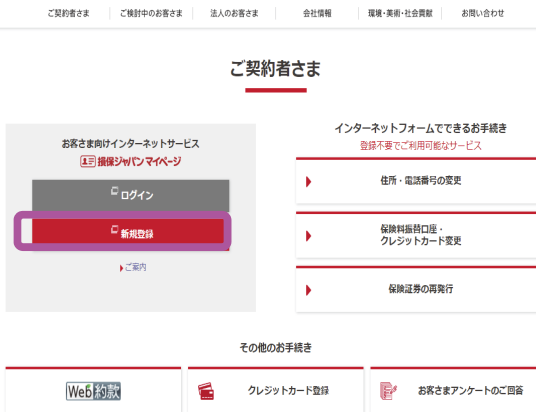 ご契約者さま ご検討中のお客さま 法人のお客さま 会社情報 環境・美術・社会貢献 お問い合わせ
ご契約者さま
お客さま向けインターネットサービス
損保ジャパン マイページ
ログイン
新規登録
ご案内
インターネットフォームでできるお手続き
登録不要でご利用可能なサービス
住所・電話番号の変更
保険料振替口座・
クレジットカード変更
保険証券の再発行
その他のお手続き
Web約款 クレジットカード登録 お客さまアンケートのご回答